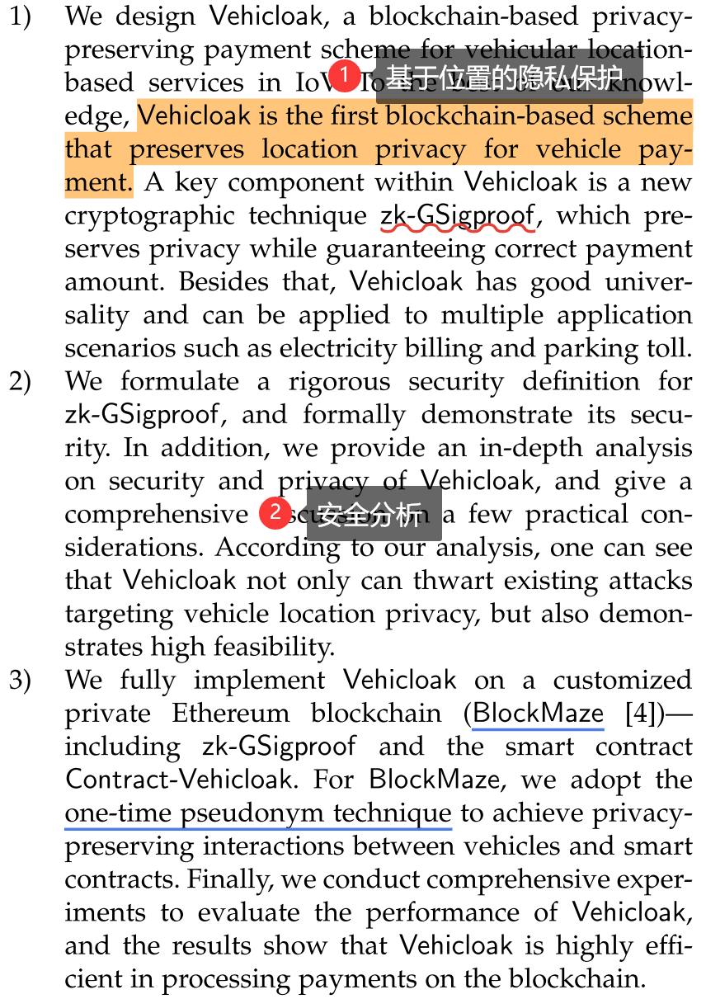 1) We design Vehicloak, a blockchain-based privacy-
preserving payment scheme for vehicular location-
based services in IoV. To the best of our knowl-
1 基于位置的隐私保护
edge, Vehicloak is the first blockchain-based scheme
that preserves location privacy for vehicle pay-
ment. A key component within Vehicloak is a new
cryptographic technique zk-GSigproof, which pre-
serves privacy while guaranteeing correct payment
amount. Besides that, Vehicloak has good univer-
sality and can be applied to multiple application
scenarios such as electricity billing and parking toll.
2) We formulate a rigorous security definition for
zk-GSigproof, and formally demonstrate its secu-
rity. In addition, we provide an in-depth analysis
on security and privacy of Vehicloak, and give a
comprehensive discussion on a few practical con-
2 安全分析
siderations. According to our analysis, one can see
that Vehicloak not only can thwart existing attacks
targeting vehicle location privacy, but also demon-
strates high feasibility.
3) We fully implement Vehicloak on a customized
private Ethereum blockchain (BlockMaze [4])—
including zk-GSigproof and the smart contract
Contract-Vehicloak. For BlockMaze, we adopt the
one-time pseudonym technique to achieve privacy-
preserving interactions between vehicles and smart
contracts. Finally, we conduct comprehensive exper-
iments to evaluate the performance of Vehicloak,
and the results show that Vehicloak is highly effi-
cient in processing payments on the blockchain.